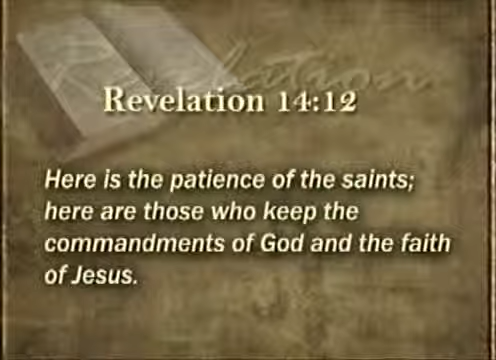 Revelation
Revelation 14:12
Here is the patience of the saints;
here are those who keep the
commandments of God and the faith
of Jesus.